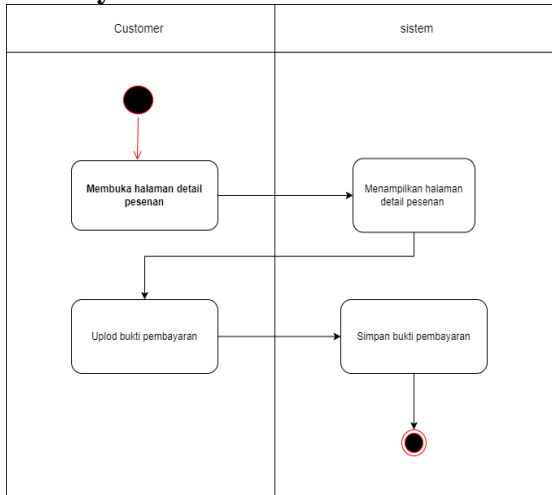 Customer
sistem
Membuka halaman detail
pesenan
Menampilkan halaman
detail pesenan
Uplod bukti pembayaran
Simpan bukti pembayaran